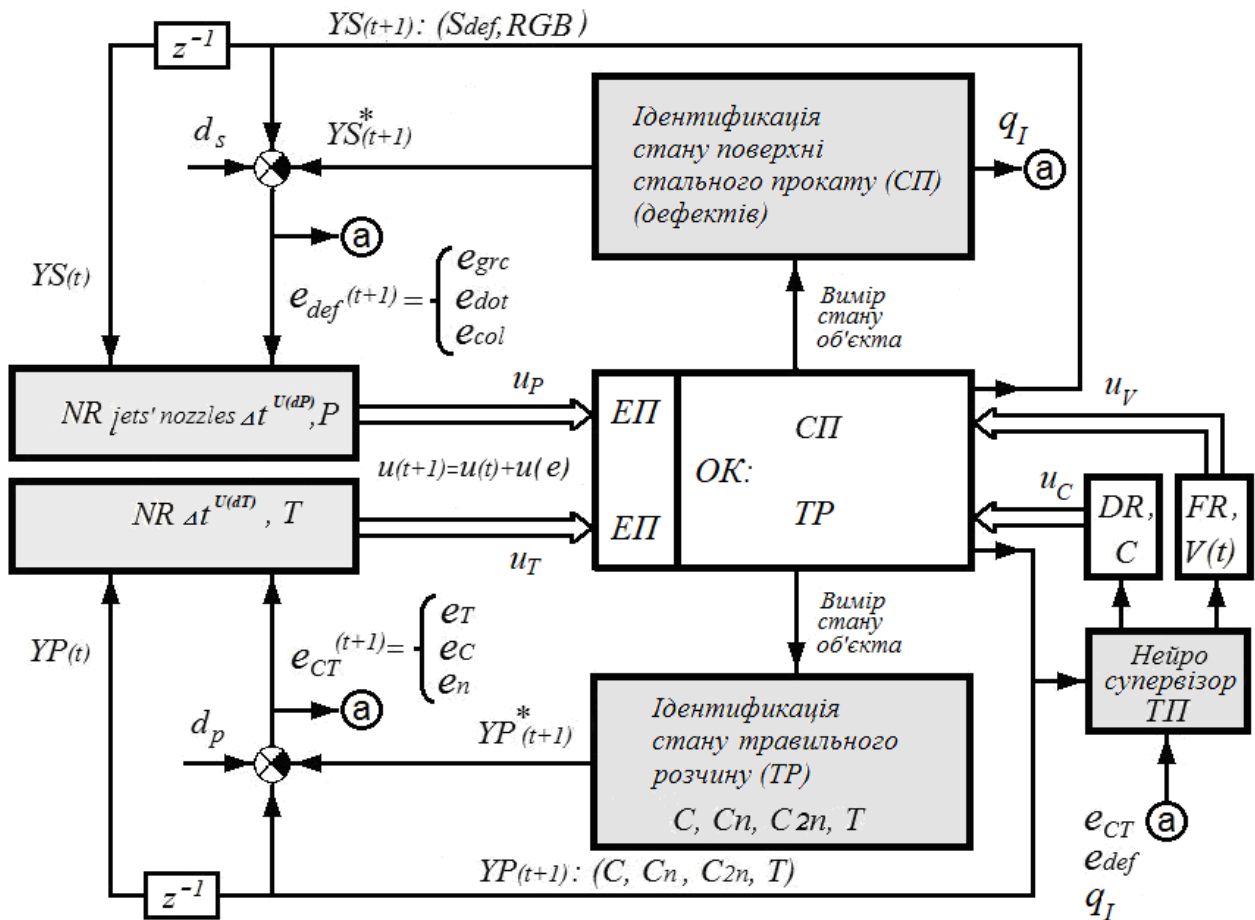 YS(t+1): (Sdef, RGB)
z⁻¹
d_s
YS*(t+1)
Ідентификація
стану поверхні
стального прокату (СП)
(дефектів)
q_I
a
a
YS(t)
e_def(t+1) = { e_grc
e_dot
e_col
Вимір
стану
об'єкта
NR jets' nozzles Δt^U(dP), P
u_P
ЕП
СП
u_V
u(t+1)=u(t)+u(e)
ОК:
NR Δt^U(dT), T
u_T
ЕП
ТР
u_C
DR,
C
FR,
V(t)
YP(t)
e_CT(t+1) = { e_T
e_C
e_n
Вимір
стану
об'єкта
a
Нейро
супервізор
ТП
d_p
YP*(t+1)
Ідентификація
стану травильного
розчину (ТР)
C, Cn, C2n, T
a
e_CT
e_def
q_I
YP(t+1): (C, Cn, C2n, T)
z⁻¹